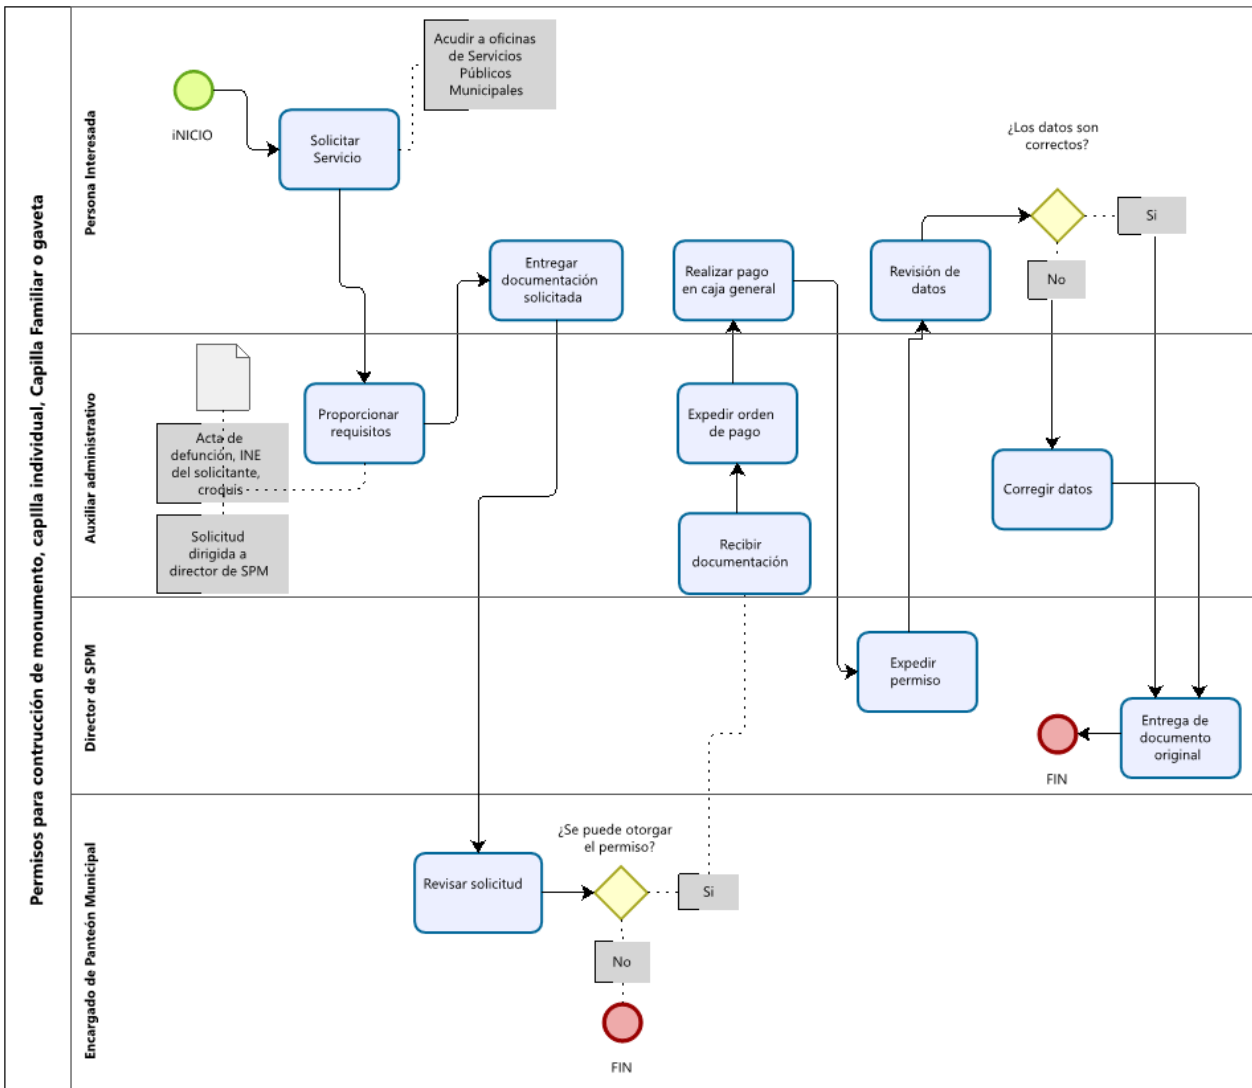 Permisos para contrucción de monumento, caplila individual, Capilla Familiar o gaveta
Persona Interesada
iNICIO
Solicitar
Servicio
Acudir a oficinas
de Servicios
Públicos
Municipales
Entregar
documentación
solicitada
Realizar pago
en caja general
Revisión de
datos
¿Los datos son
correctos?
Si
No
Auxiliar administrativo
Acta de
defunción, INE
del solicitante,
croquis
Solicitud
dirigida a
director de SPM
Proporcionar
requisitos
Expedir orden
de pago
Recibir
documentación
Corregir datos
Director de SPM
Expedir
permiso
Entrega de
documento
original
FIN
Encargado de Panteón Municipal
Revisar solicitud
¿Se puede otorgar
el permiso?
Si
No
FIN